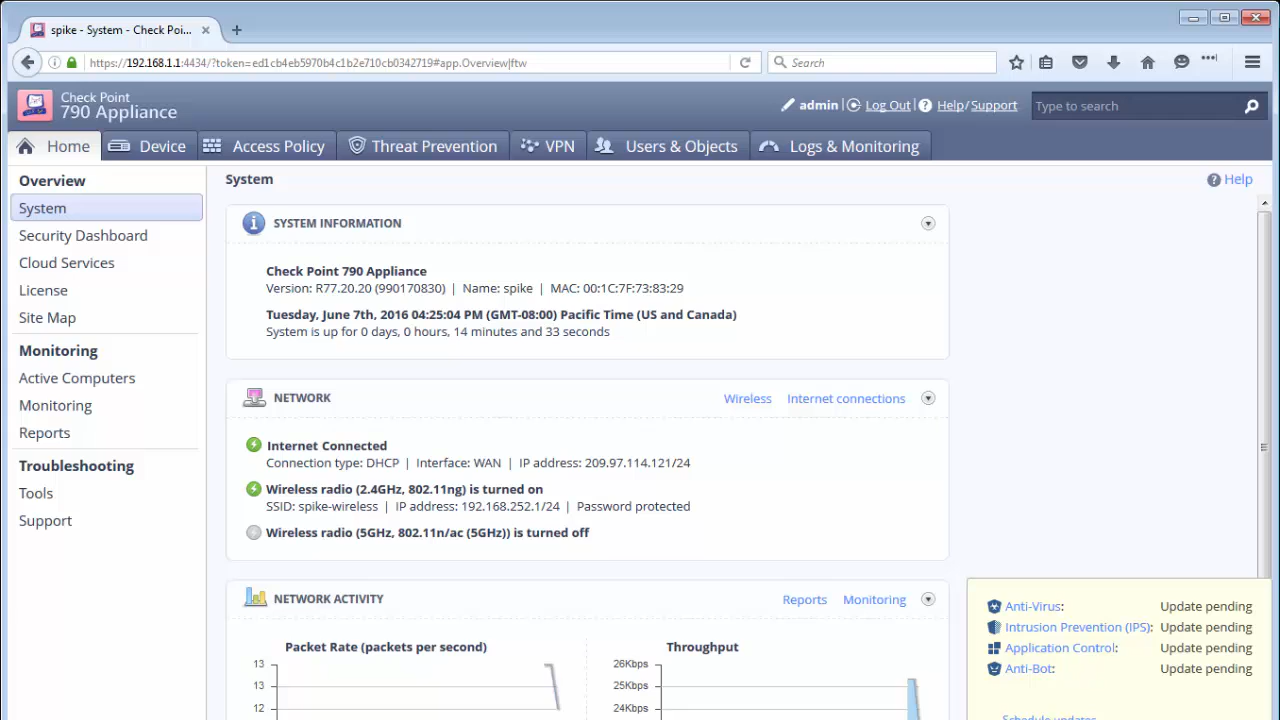 spike - System - Check Poi...
https://192.168.1.1:4434/?token=ed1cb4eb5970b4c1b2e710cb0342719#app.Overview|ftw
Search
Check Point
790 Appliance
admin | Log Out | Help/Support
Type to search
Home
Device
Access Policy
Threat Prevention
VPN
Users & Objects
Logs & Monitoring
Overview
System
Security Dashboard
Cloud Services
License
Site Map
Monitoring
Active Computers
Monitoring
Reports
Troubleshooting
Tools
Support
System
Help
SYSTEM INFORMATION
Check Point 790 Appliance
Version: R77.20.20 (990170830) | Name: spike | MAC: 00:1C:7F:73:83:29
Tuesday, June 7th, 2016 04:25:04 PM (GMT-08:00) Pacific Time (US and Canada)
System is up for 0 days, 0 hours, 14 minutes and 33 seconds
NETWORK
Wireless
Internet connections
Internet Connected
Connection type: DHCP | Interface: WAN | IP address: 209.97.114.121/24
Wireless radio (2.4GHz, 802.11ng) is turned on
SSID: spike-wireless | IP address: 192.168.252.1/24 | Password protected
Wireless radio (5GHz, 802.11n/ac (5GHz)) is turned off
NETWORK ACTIVITY
Reports
Monitoring
Packet Rate (packets per second)
13
13
12
Throughput
26Kbps
25Kbps
24Kbps
Anti-Virus: Update pending
Intrusion Prevention (IPS): Update pending
Application Control: Update pending
Anti-Bot: Update pending
Schedule updates